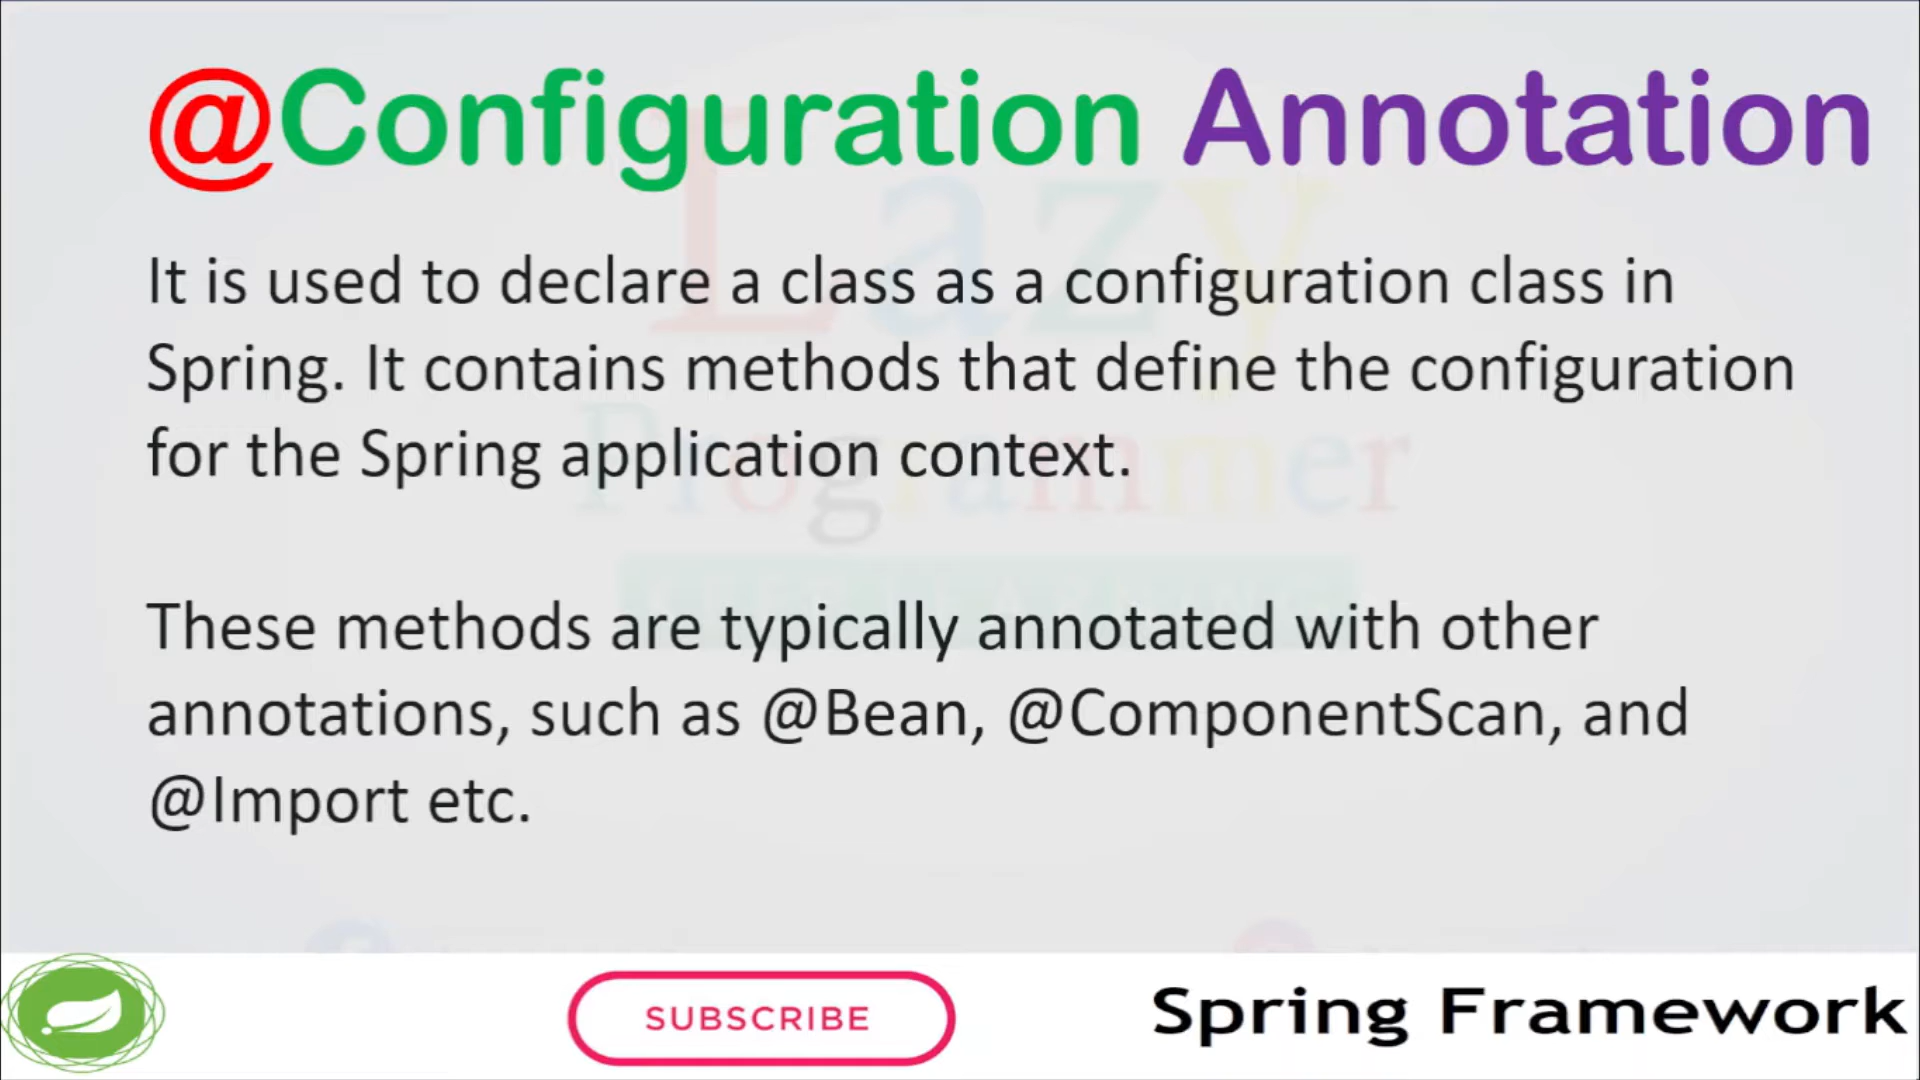 @Configuration Annotation
It is used to declare a class as a configuration class in
Spring. It contains methods that define the configuration
for the Spring application context.
These methods are typically annotated with other
annotations, such as @Bean, @ComponentScan, and
@Import etc.
Lazy
Programmer
SUBSCRIBE
Spring Framework